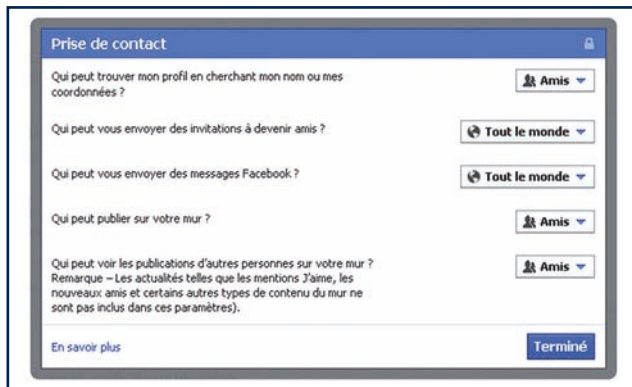 Prise de contact
Qui peut trouver mon profil en cherchant mon nom ou mes
coordonnées ?
Amis
Qui peut vous envoyer des invitations à devenir amis ?
Tout le monde
Qui peut vous envoyer des messages Facebook ?
Tout le monde
Qui peut publier sur votre mur ?
Amis
Qui peut voir les publications d'autres personnes sur votre mur ?
Remarque – Les actualités telles que les mentions J'aime, les
nouveaux amis et certains autres types de contenu du mur ne
sont pas inclus dans ces paramètres).
Amis
En savoir plus
Terminé